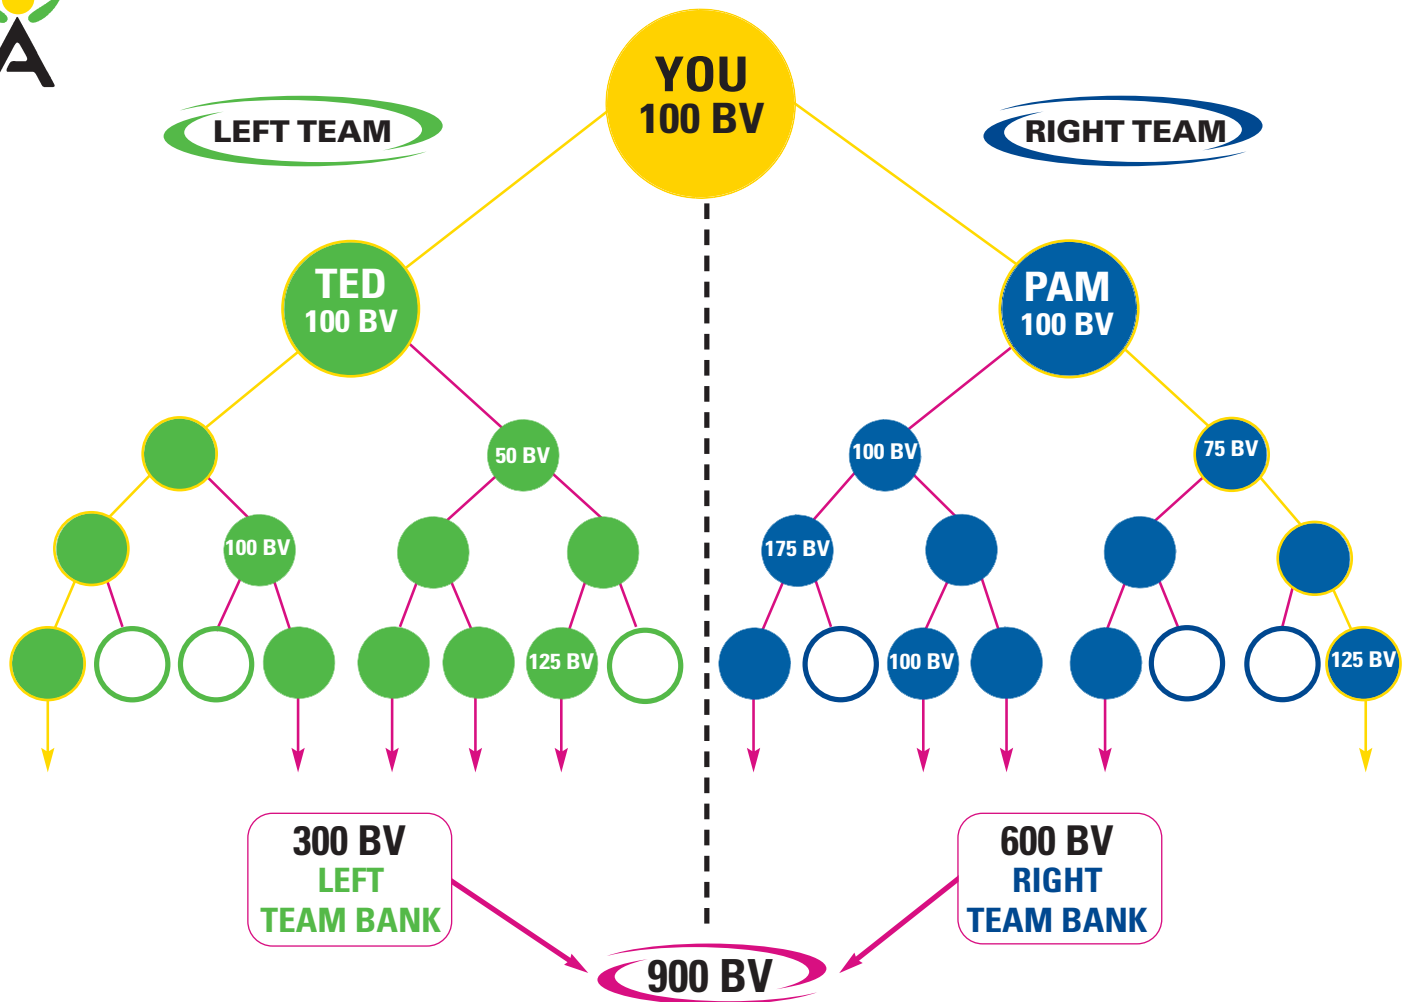 A
YOU
100 BV
LEFT TEAM
RIGHT TEAM
TED
100 BV
PAM
100 BV
50 BV
100 BV
75 BV
100 BV
175 BV
125 BV
100 BV
125 BV
300 BV
LEFT
TEAM BANK
600 BV
RIGHT
TEAM BANK
900 BV